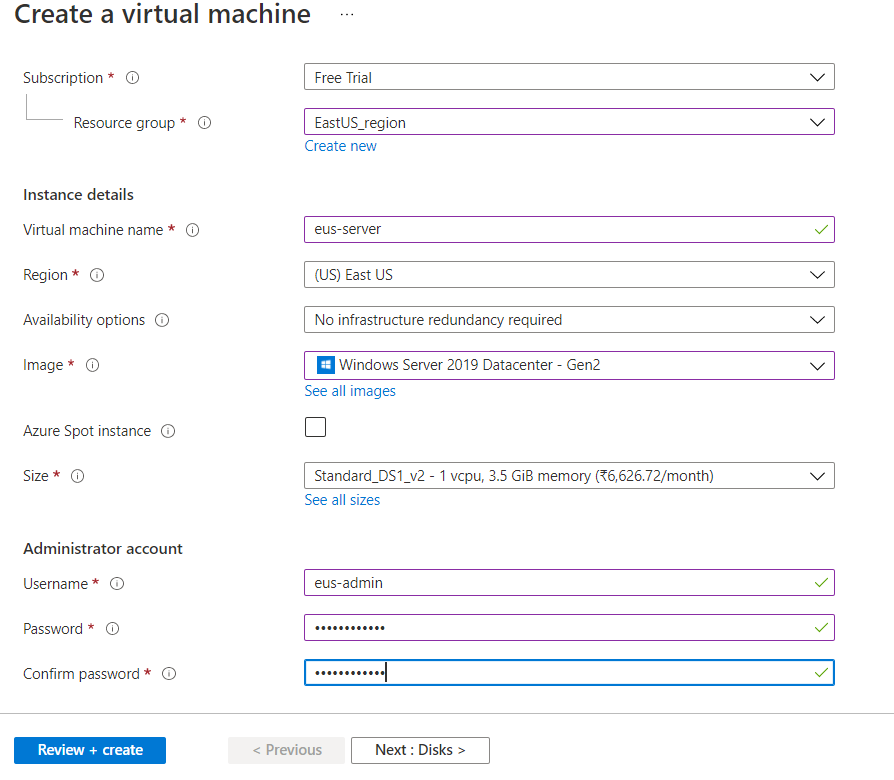 Create a virtual machine ...
Subscription * Free Trial
Resource group * EastUS_region
Create new
Instance details
Virtual machine name * eus-server
Region * (US) East US
Availability options No infrastructure redundancy required
Image * Windows Server 2019 Datacenter - Gen2
See all images
Azure Spot instance
Size * Standard_DS1_v2 - 1 vcpu, 3.5 GiB memory (₹6,626.72/month)
See all sizes
Administrator account
Username * eus-admin
Password * ••••••••••••
Confirm password * ••••••••••••
Review + create < Previous Next : Disks >